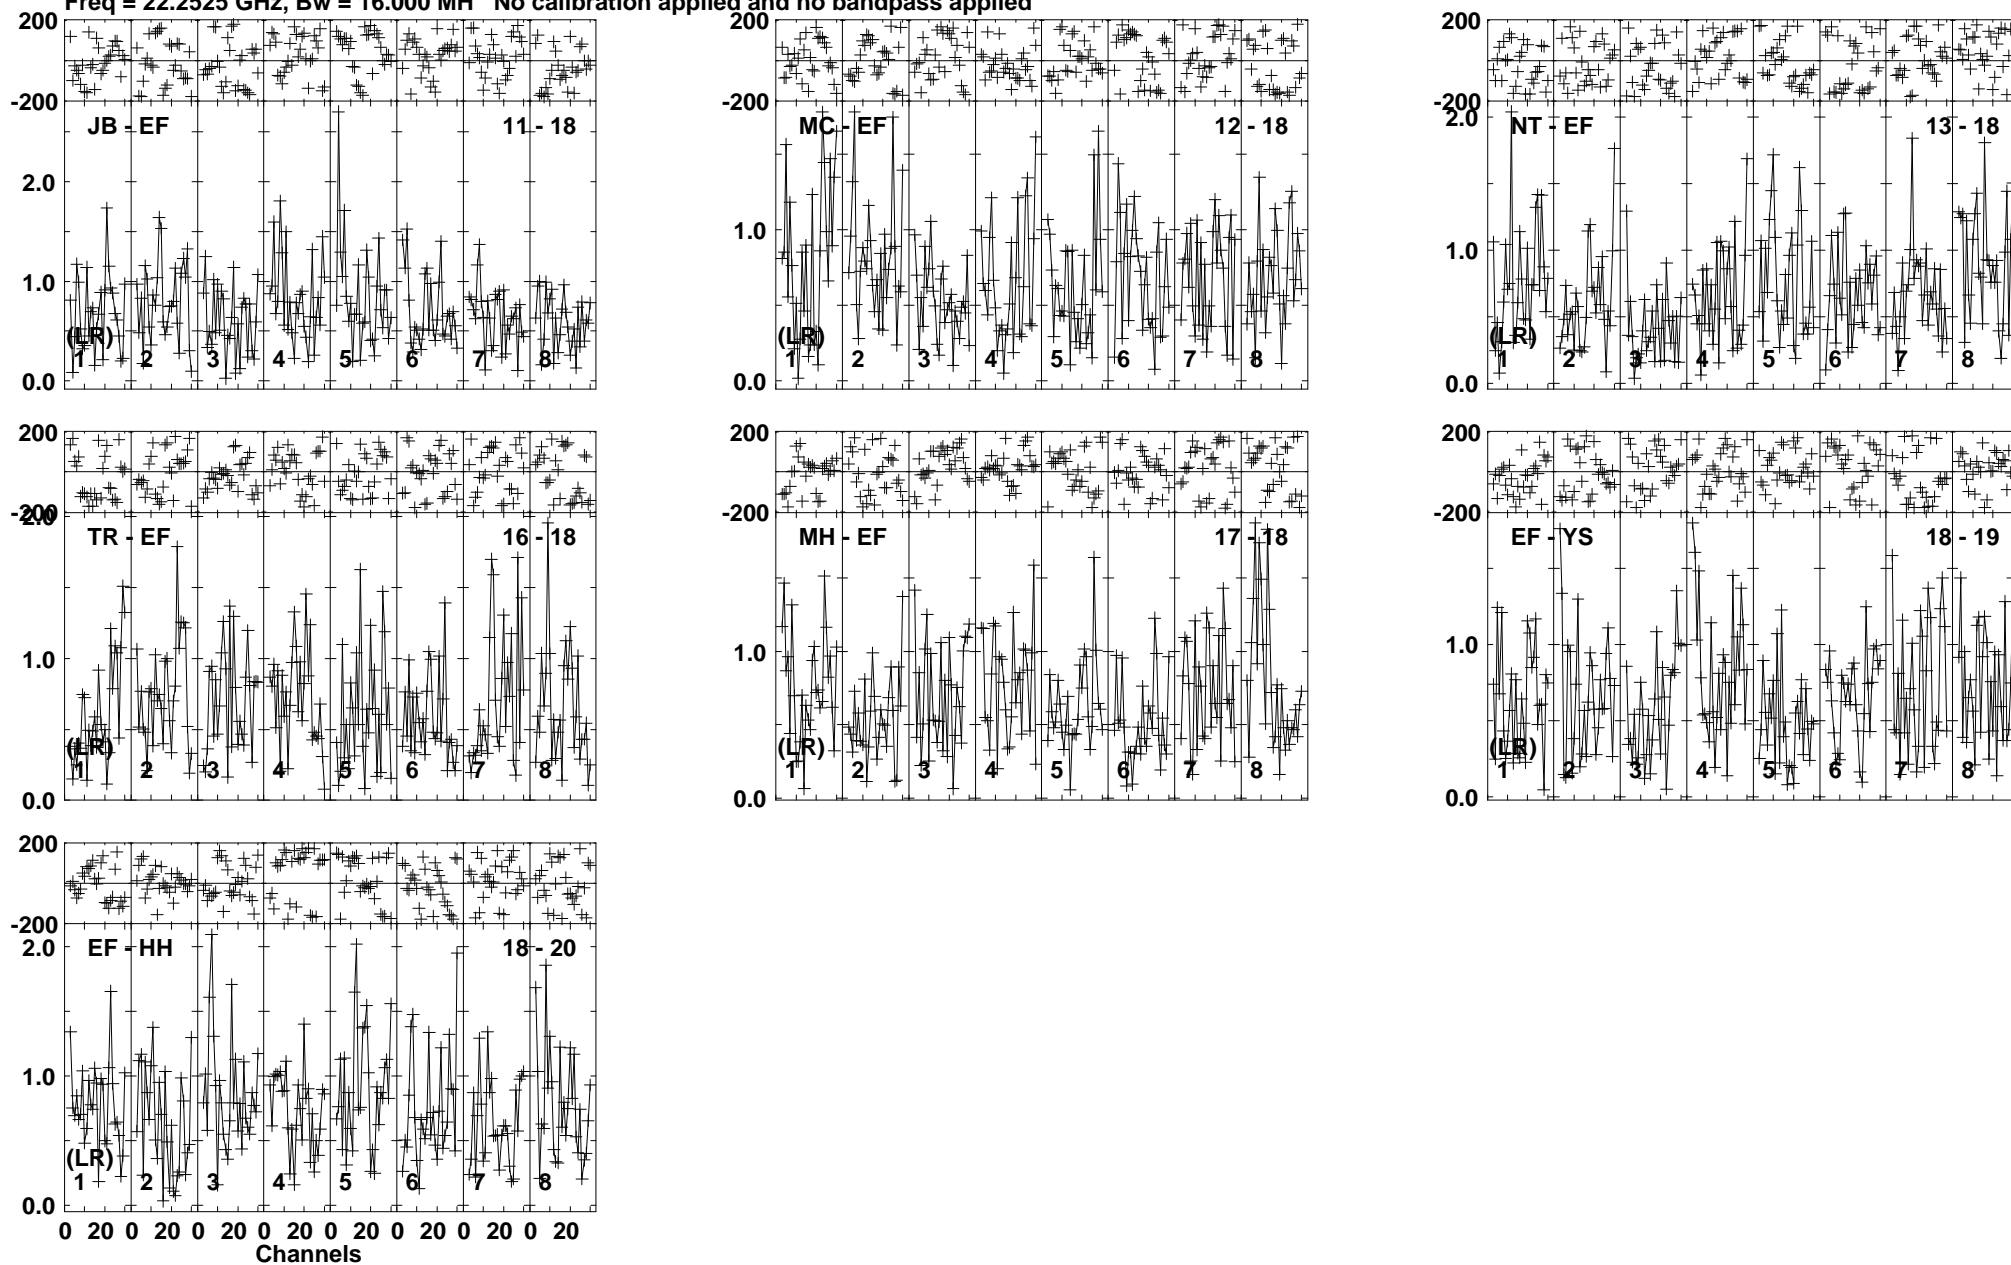 Freq = 22.2525 GHz, Bw = 16.000 MH No calibration applied and no bandpass applied
200
-200
JB - EF 11 - 18
2.0
1.0
0.0
(LR)
1 2 3 4 5 6 7 8
200
-200
MC - EF 12 - 18
1.0
0.0
(LR)
1 2 3 4 5 6 7 8
200
-200
2.0
NT - EF 13 - 18
1.0
0.0
(LR)
1 2 3 4 5 6 7 8
200
-200
2.0
TR - EF 16 - 18
1.0
0.0
(LR)
1 2 3 4 5 6 7 8
200
-200
MH - EF 17 - 18
1.0
0.0
(LR)
1 2 3 4 5 6 7 8
200
-200
EF - YS 18 - 19
1.0
0.0
(LR)
1 2 3 4 5 6 7 8
200
-200
2.0
EF - HH 18 - 20
1.0
0.0
(LR)
1 2 3 4 5 6 7 8
0 20 0 20 0 20 0 20 0 20 0 20 0 20 0 20
Channels